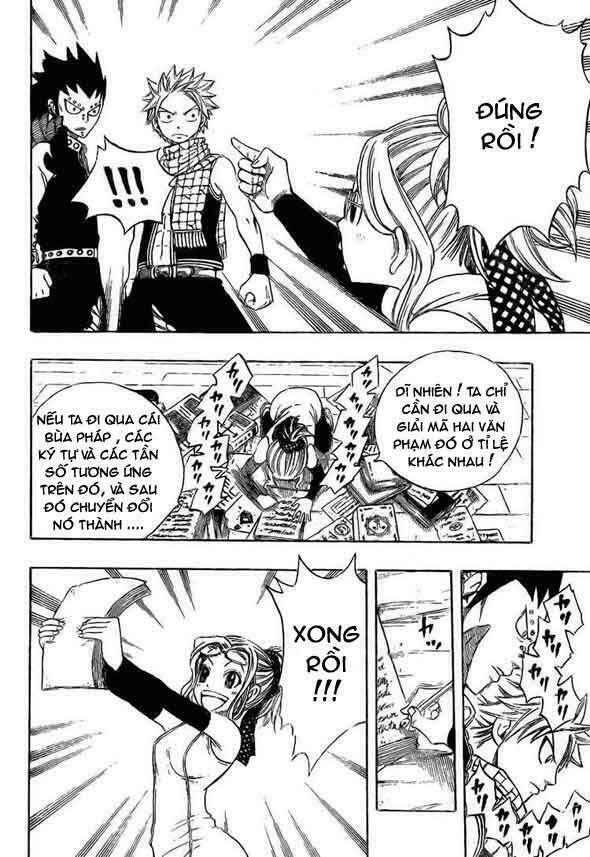 ĐÚNG
RỒI !
!!!
DĨ NHIÊN ! TA CHỈ
CẦN ĐI QUA VÀ
GIẢI MÃ HAI VĂN
PHẠM ĐÓ Ở TỈ LỆ
KHÁC NHAU !
NẾU TA ĐI QUA CÁI
BÙA PHÁP , CÁC
KÝ TỰ VÀ CÁC TẦN
SỐ TƯƠNG ỨNG
TRÊN ĐÓ, VÀ SAU
ĐÓ CHUYỂN ĐỔI
NÓ THÀNH ....
XONG
RỒI
!!!